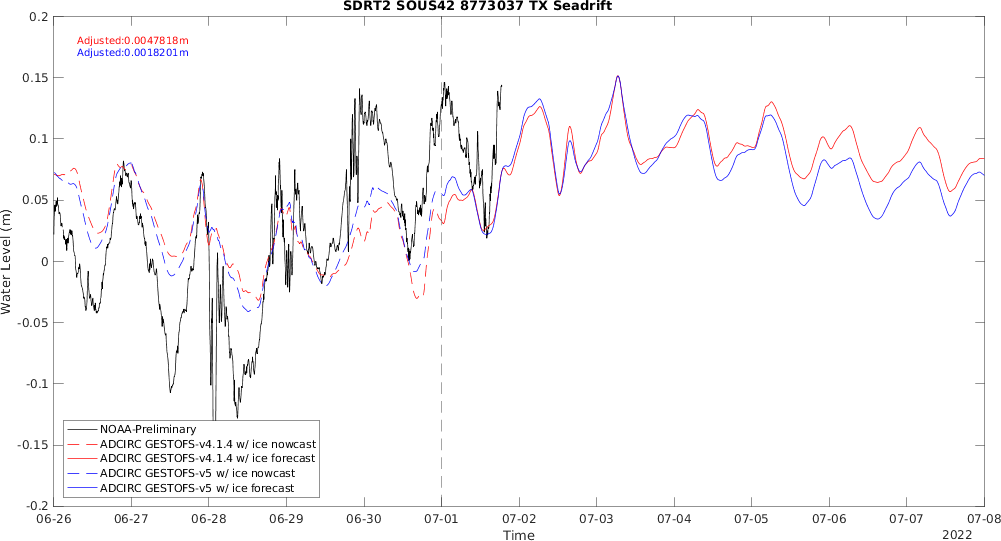 SDRT2 SOUS42 8773037 TX Seadrift
Adjusted:0.0047818m
Adjusted:0.0018201m
0.2
0.15
0.1
0.05
0
-0.05
-0.1
-0.15
-0.2
Water Level (m)
NOAA-Preliminary
ADCIRC GESTOFS-v4.1.4 w/ ice nowcast
ADCIRC GESTOFS-v4.1.4 w/ ice forecast
ADCIRC GESTOFS-v5 w/ ice nowcast
ADCIRC GESTOFS-v5 w/ ice forecast
06-26 06-27 06-28 06-29 06-30 07-01 07-02 07-03 07-04 07-05 07-06 07-07 07-08
Time
2022